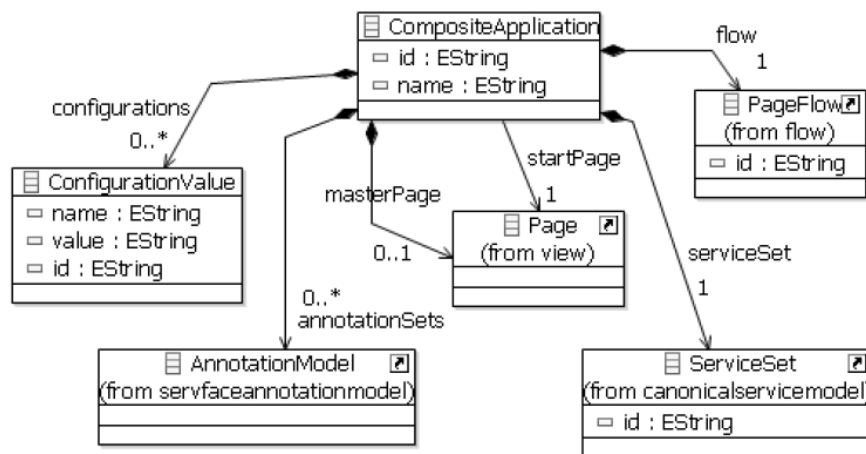 CompositeApplication
id : EString
name : EString
flow
1
configurations
0..*
PageFlow
(from flow)
id : EString
startPage
1
ConfigurationValue
name : EString
value : EString
id : EString
masterPage
0..1
Page
(from view)
serviceSet
1
0..*
annotationSets
AnnotationModel
(from servfaceannotationmodel)
ServiceSet
(from canonicalservicemodel)
id : EString